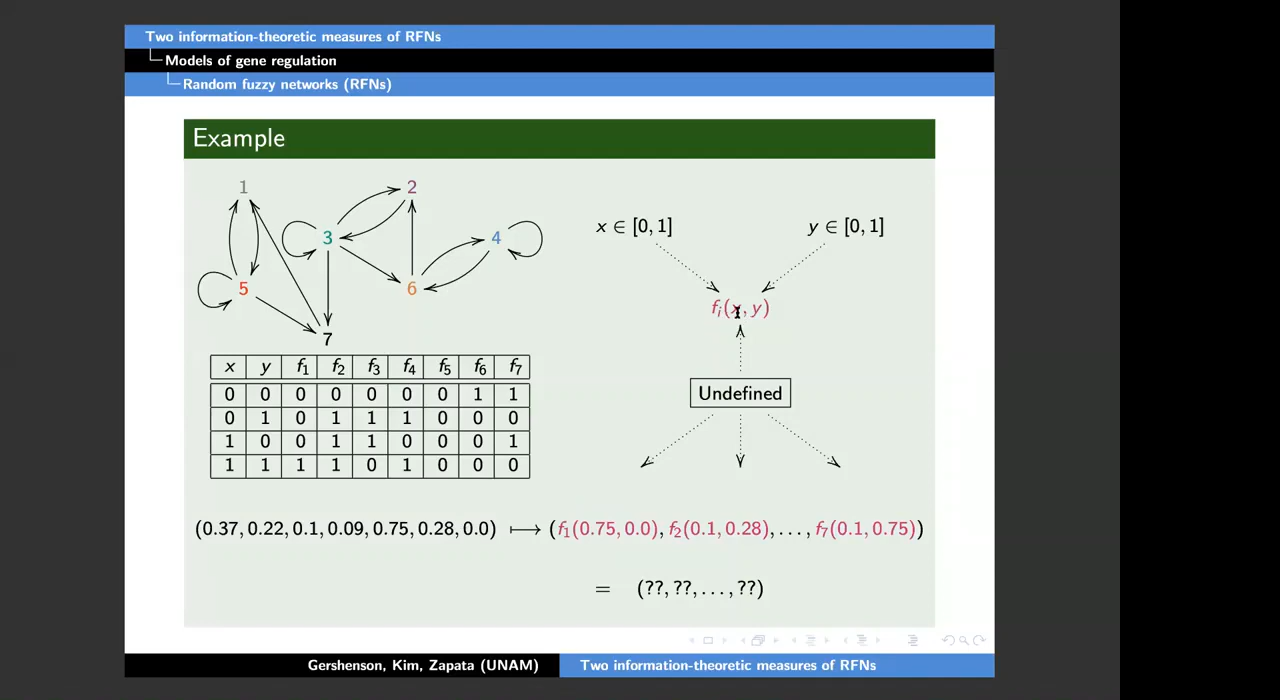 Two information-theoretic measures of RFNs
Models of gene regulation
Random fuzzy networks (RFNs)
Example
1 2
3 4
5 6
7
x ∈ [0, 1] y ∈ [0, 1]
fᵢ(x, y)
Undefined
x y f₁ f₂ f₃ f₄ f₅ f₆ f₇
0 0 0 0 0 0 0 1 1
0 1 0 1 1 1 0 0 0
1 0 0 1 1 0 0 0 1
1 1 1 1 0 1 0 0 0
(0.37, 0.22, 0.1, 0.09, 0.75, 0.28, 0.0) ⟼ (f₁(0.75, 0.0), f₂(0.1, 0.28), . . . , f₇(0.1, 0.75))
= (??, ??, . . . , ??)
Gershenson, Kim, Zapata (UNAM) Two information-theoretic measures of RFNs